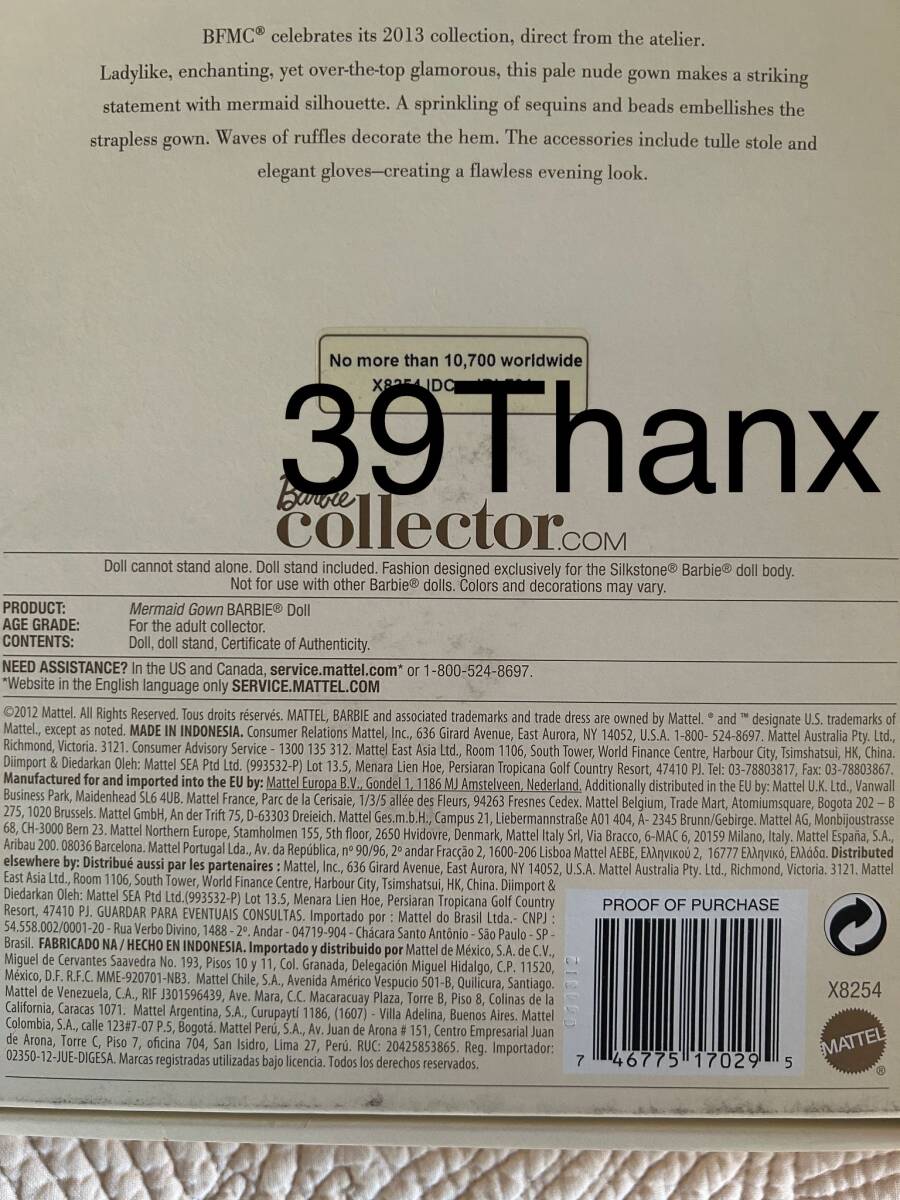 BFMC® celebrates its 2013 collection, direct from the atelier.
Ladylike, enchanting, yet over-the-top glamorous, this pale nude gown makes a striking
statement with mermaid silhouette. A sprinkling of sequins and beads embellishes the
strapless gown. Waves of ruffles decorate the hem. The accessories include tulle stole and
elegant gloves—creating a flawless evening look.
No more than 10,700 worldwide
39Thanx
Barbie
collector.COM
Doll cannot stand alone. Doll stand included. Fashion designed exclusively for the Silkstone® Barbie® doll body.
Not for use with other Barbie® dolls. Colors and decorations may vary.
PRODUCT: Mermaid Gown BARBIE® Doll
AGE GRADE: For the adult collector.
CONTENTS: Doll, doll stand, Certificate of Authenticity.
NEED ASSISTANCE? In the US and Canada, service.mattel.com* or 1-800-524-8697.
*Website in the English language only SERVICE.MATTEL.COM
©2012 Mattel. All Rights Reserved. Tous droits réservés. MATTEL, BARBIE and associated trademarks and trade dress are owned by Mattel. ® and ™ designate U.S. trademarks of
Mattel., except as noted. MADE IN INDONESIA. Consumer Relations Mattel, Inc., 636 Girard Avenue, East Aurora, NY 14052, U.S.A. 1-800- 524-8697. Mattel Australia Pty. Ltd.,
Richmond, Victoria. 3121. Consumer Advisory Service - 1300 135 312. Mattel East Asia Ltd., Room 1106, South Tower, World Finance Centre, Harbour City, Tsimshatsui, HK, China.
Diimport & Diedarkan Oleh: Mattel SEA Ptd Ltd. (993532-P) Lot 13.5, Menara Lien Hoe, Persiaran Tropicana Golf Country Resort, 47410 PJ. Tel: 03-78803817, Fax: 03-78803867.
Manufactured for and imported into the EU by: Mattel Europa B.V., Gondel 1, 1186 MJ Amstelveen, Nederland. Additionally distributed in the EU by: Mattel U.K. Ltd., Vanwall
Business Park, Maidenhead SL6 4UB. Mattel France, Parc de la Cerisaie, 1/3/5 allée des Fleurs, 94263 Fresnes Cedex. Mattel Belgium, Trade Mart, Atomiumsquare, Bogota 202 – B
275, 1020 Brussels. Mattel GmbH, An der Trift 75, D-63303 Dreieich. Mattel Ges.m.b.H., Campus 21, Liebermannstraße A01 404, A- 2345 Brunn/Gebirge. Mattel AG, Monbijoustrasse
68, CH-3000 Bern 23. Mattel Northern Europe, Stamholmen 155, 5th floor, 2650 Hvidovre, Denmark, Mattel Italy Srl, Via Bracco, 6-MAC 6, 20159 Milano, Italy. Mattel España, S.A.,
Aribau 200. 08036 Barcelona. Mattel Portugal Lda., Av. da República, nº 90/96, 2º andar Fracção 2, 1600-206 Lisboa Mattel AEBE, Ελληνικού 2, 16777 Ελληνικό, Ελλάδα. Distributed
elsewhere by: Distribué aussi par les partenaires : Mattel, Inc., 636 Girard Avenue, East Aurora, NY 14052, U.S.A. Mattel Australia Pty. Ltd., Richmond, Victoria. 3121. Mattel
East Asia Ltd., Room 1106, South Tower, World Finance Centre, Harbour City, Tsimshatsui, HK, China. Diimport &
Diedarkan Oleh: Mattel SEA Ptd Ltd.(993532-P) Lot 13.5, Menara Lien Hoe, Persiaran Tropicana Golf Country
Resort, 47410 PJ. GUARDAR PARA EVENTUAIS CONSULTAS. Importado por : Mattel do Brasil Ltda.- CNPJ :
54.558.002/0001-20 - Rua Verbo Divino, 1488 - 2º. Andar - 04719-904 - Chácara Santo Antônio - São Paulo - SP -
Brasil. FABRICADO NA / HECHO EN INDONESIA. Importado y distribuido por Mattel de México, S.A. de C.V.,
Miguel de Cervantes Saavedra No. 193, Pisos 10 y 11, Col. Granada, Delegación Miguel Hidalgo, C.P. 11520,
México, D.F. R.F.C. MME-920701-NB3. Mattel Chile, S.A., Avenida Américo Vespucio 501-B, Quilicura, Santiago.
Mattel de Venezuela, C.A., RIF J301596439, Ave. Mara, C.C. Macaracuay Plaza, Torre B, Piso 8, Colinas de la
California, Caracas 1071. Mattel Argentina, S.A., Curupaytí 1186, (1607) - Villa Adelina, Buenos Aires. Mattel
Colombia, S.A., calle 123#7-07 P.5, Bogotá. Mattel Perú, S.A., Av. Juan de Arona # 151, Centro Empresarial Juan
de Arona, Torre C, Piso 7, oficina 704, San Isidro, Lima 27, Perú. RUC: 20425853865. Reg. Importador:
02350-12-JUE-DIGESA. Marcas registradas utilizadas bajo licencia. Todos los derechos reservados.
PROOF OF PURCHASE
7 46775 17029 5
X8254
MATTEL®